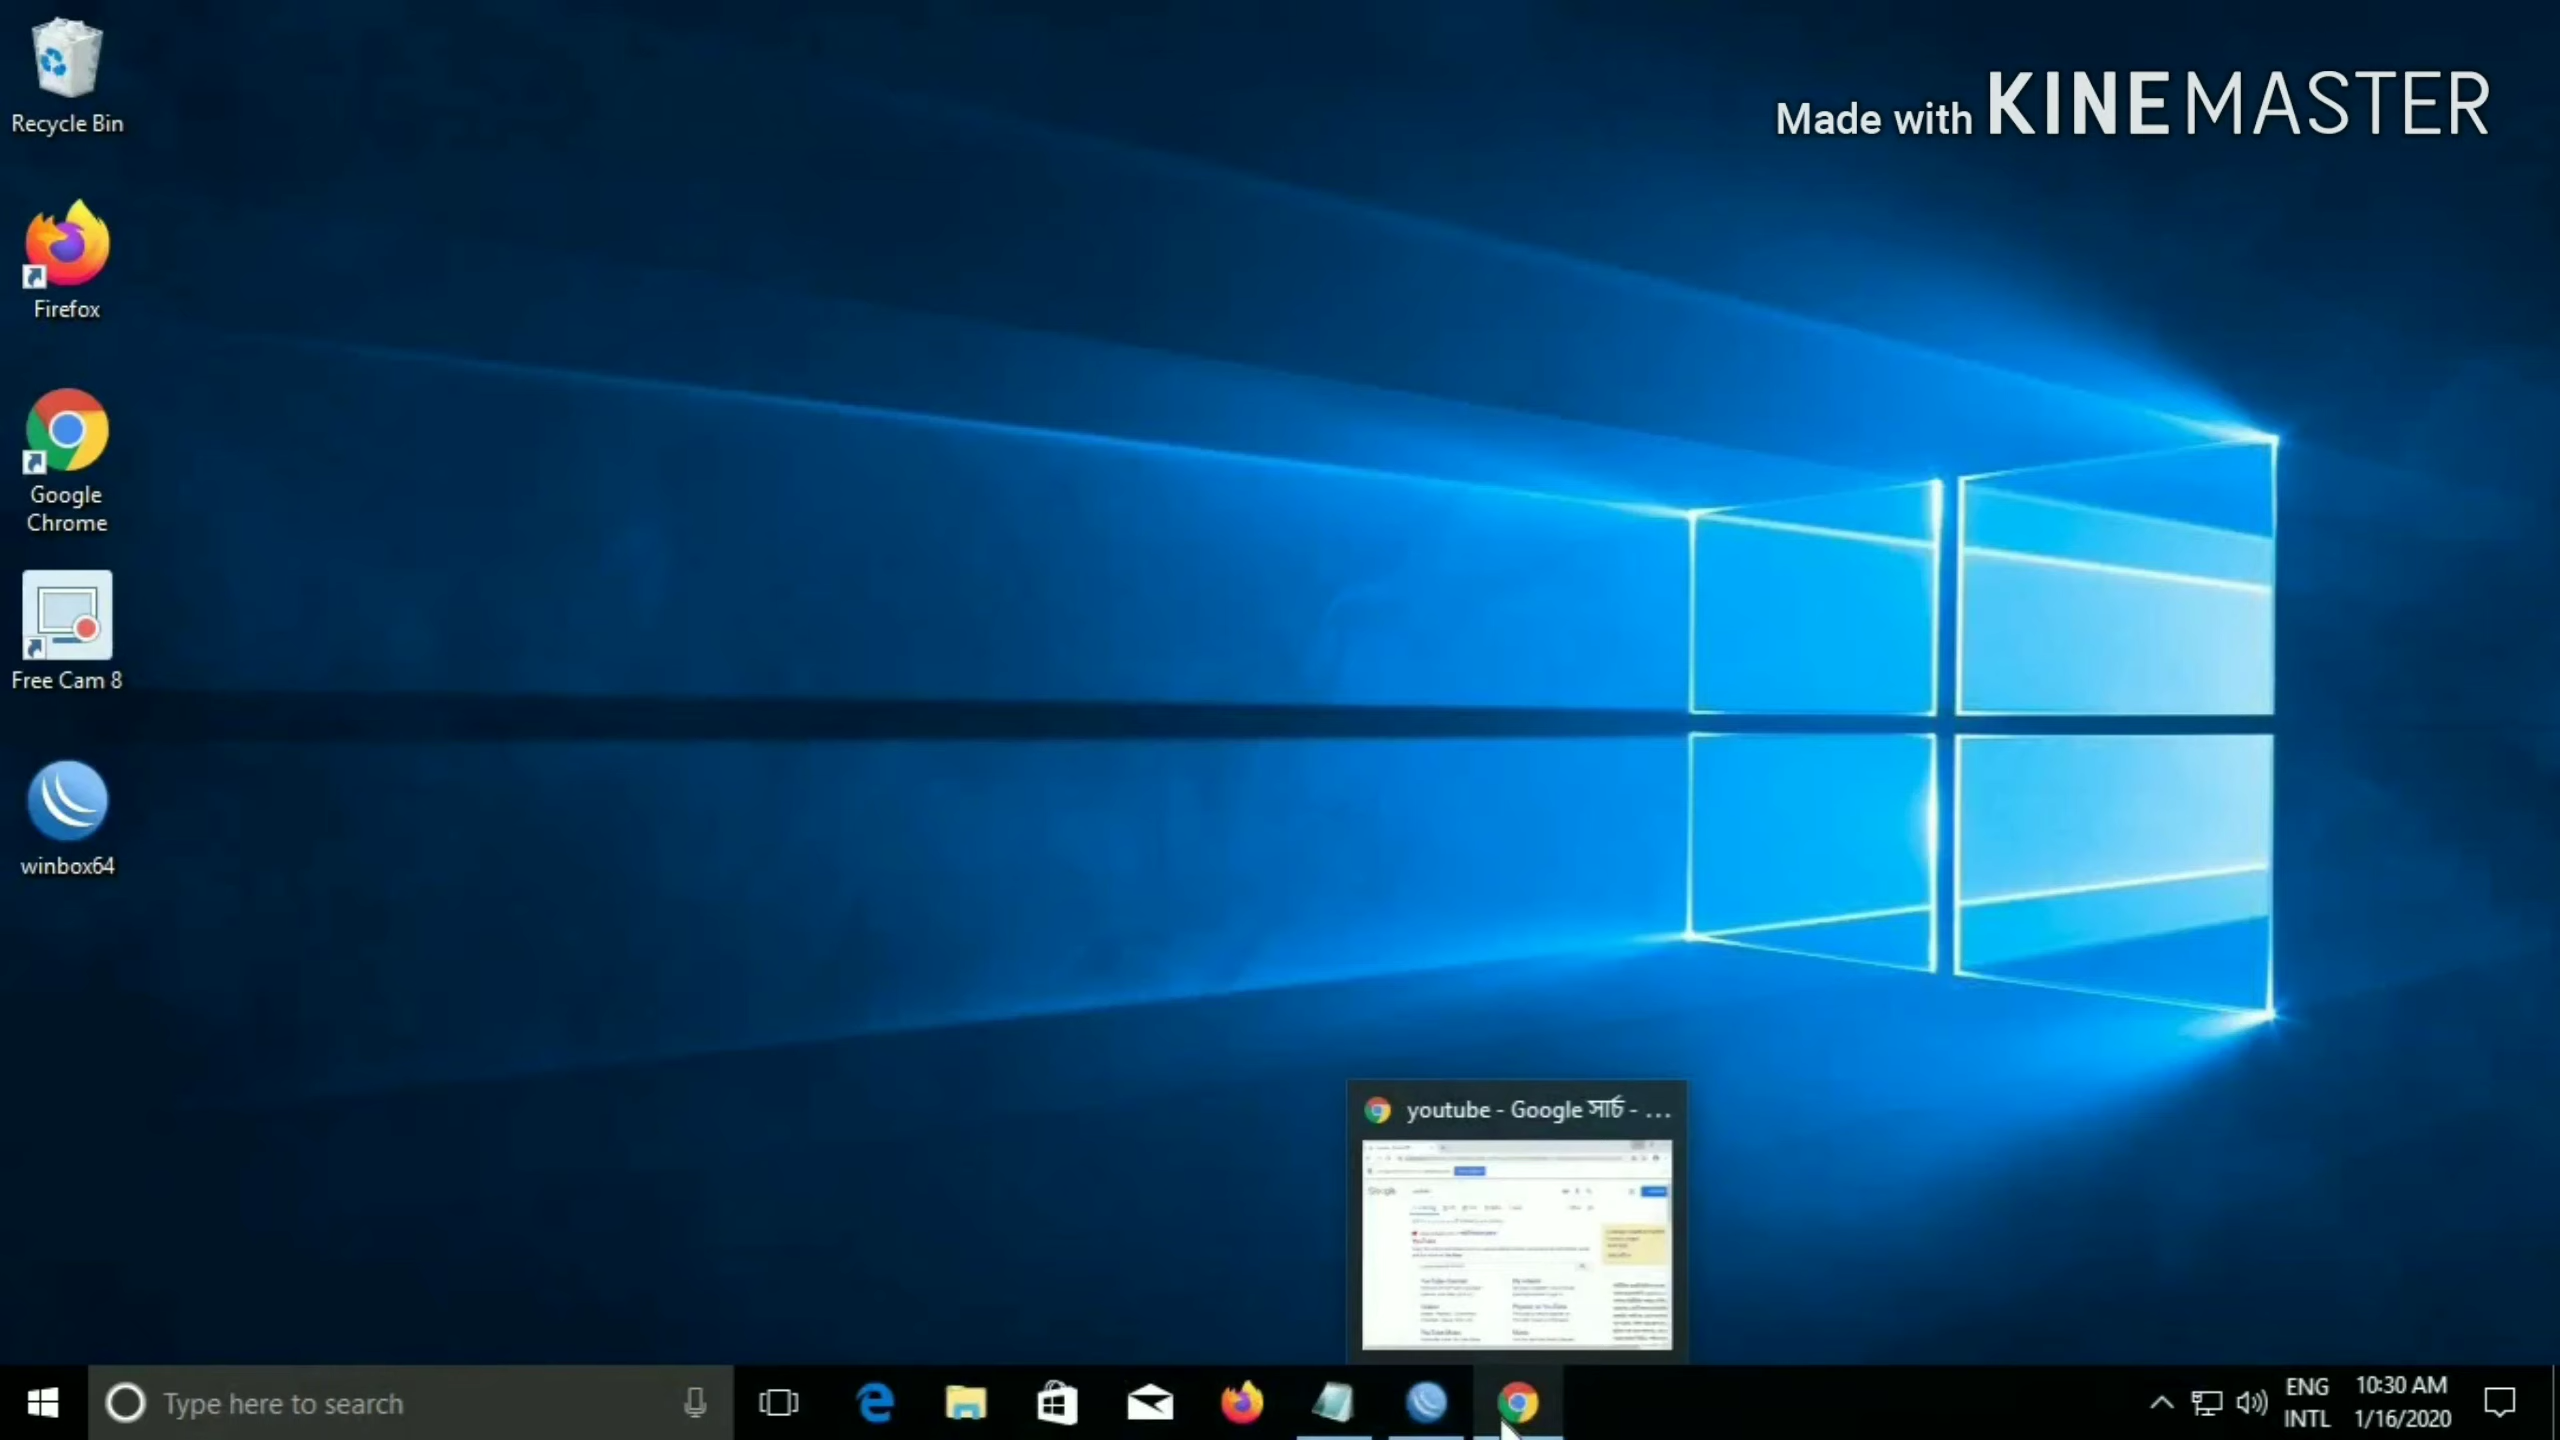 Recycle Bin
Made with KINEMASTER
Firefox
Google
Chrome
Free Cam 8
winbox64
youtube - Google সার্চ - ...
Google
Type here to search
ENG
INTL
10:30 AM
1/16/2020